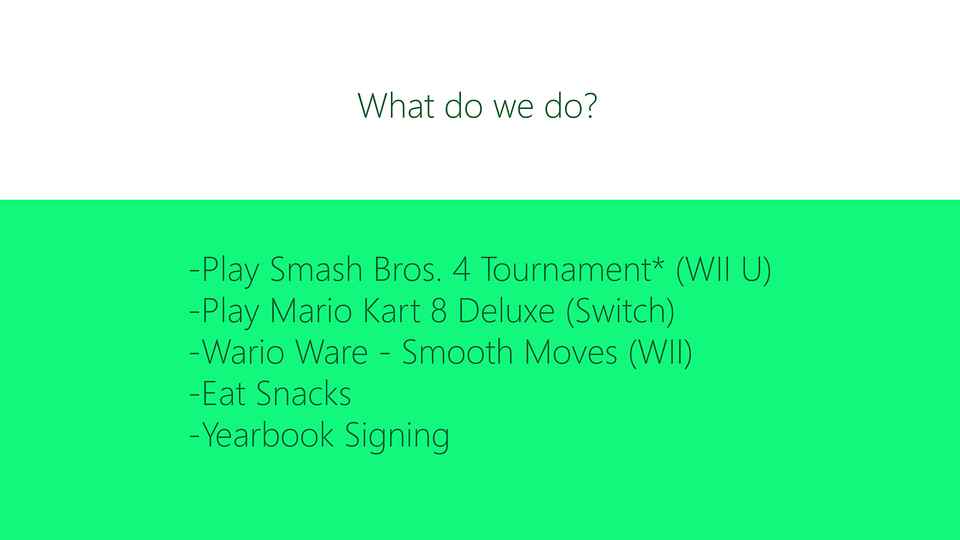 What do we do?
-Play Smash Bros. 4 Tournament* (WII U)
-Play Mario Kart 8 Deluxe (Switch)
-Wario Ware - Smooth Moves (WII)
-Eat Snacks
-Yearbook Signing